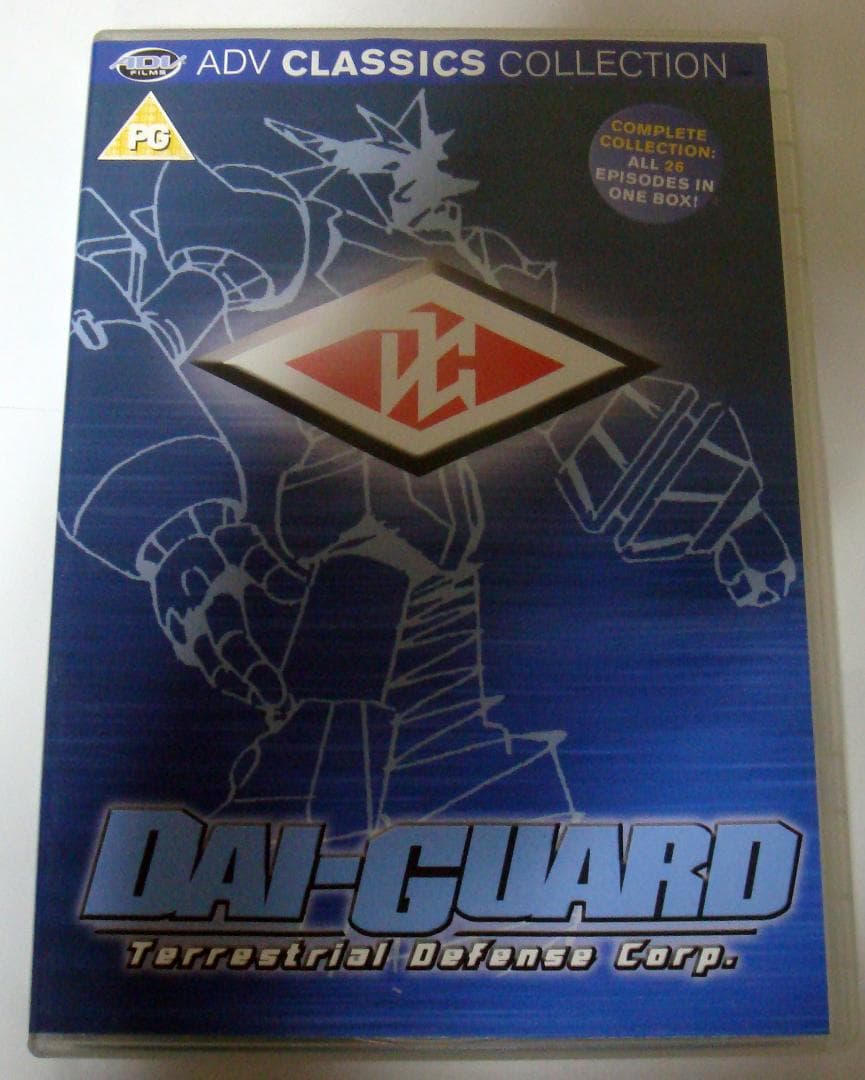 ADV
FILMS
ADV CLASSICS COLLECTION
PG
COMPLETE
COLLECTION:
ALL 26
EPISODES IN
ONE BOX!
DAI-GUARD
Terrestrial Defense Corp.